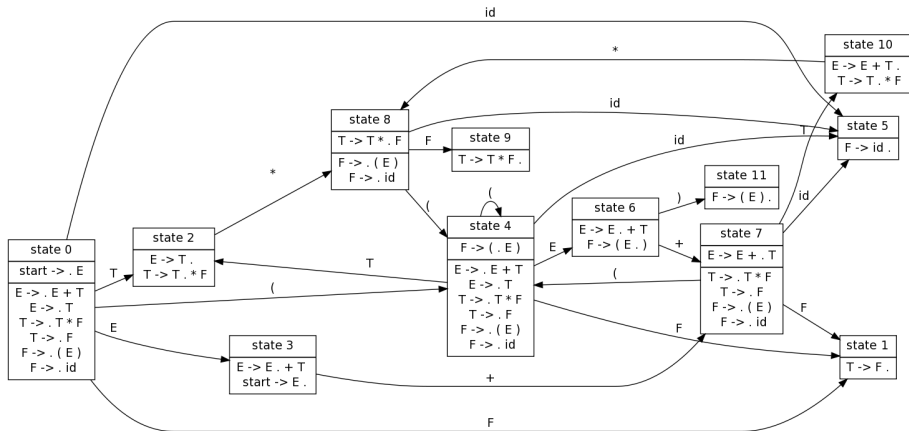 id
state 10
E -> E + T .
T -> T . * F
*
state 8
T -> T * . F
F -> . ( E )
F -> . id
id
F
state 9
T -> T * F .
T
state 5
F -> id .
id
*
(
(
state 11
F -> ( E ) .
)
state 6
E -> E . + T
F -> ( E . )
id
state 4
F -> ( . E )
E -> . E + T
E -> . T
T -> . T * F
T -> . F
F -> . ( E )
F -> . id
E
+
state 7
E -> E + . T
T -> . T * F
T -> . F
F -> . ( E )
F -> . id
state 2
E -> T .
T -> T . * F
state 0
start -> . E
E -> . E + T
E -> . T
T -> . T * F
T -> . F
F -> . ( E )
F -> . id
T
T
(
(
E
F
F
state 3
E -> E . + T
start -> E .
+
state 1
T -> F .
F